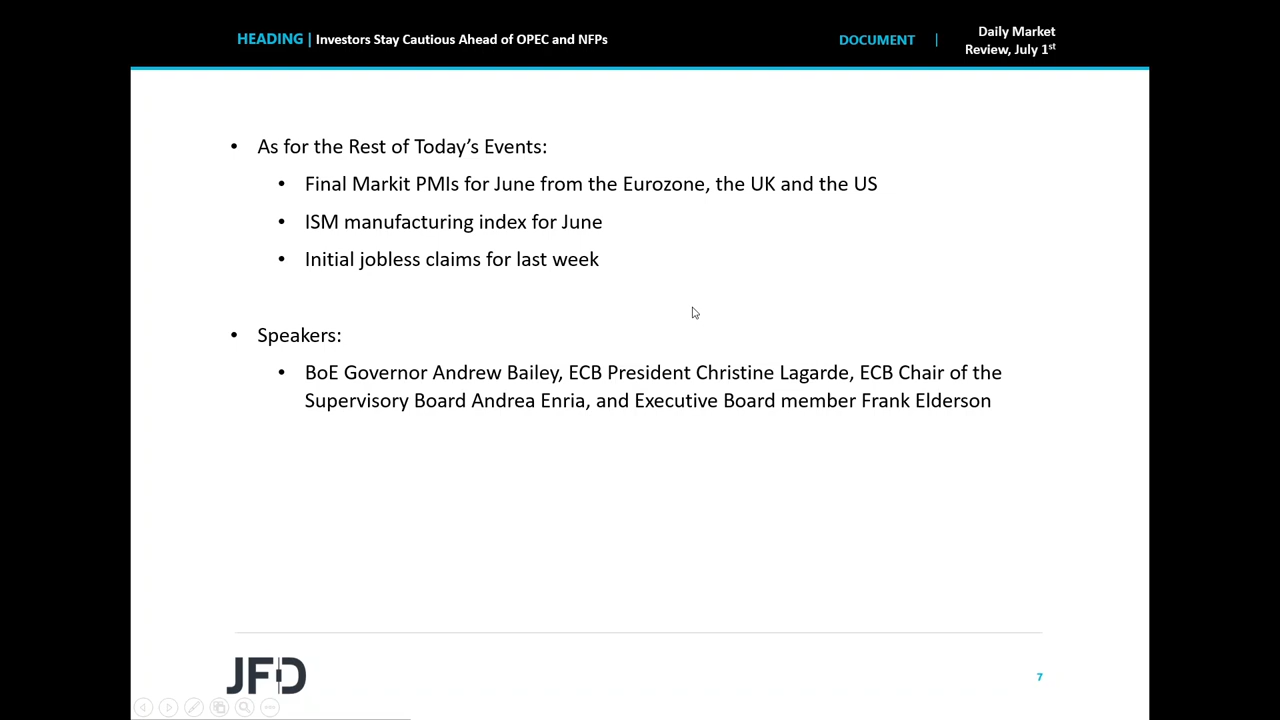 HEADING | Investors Stay Cautious Ahead of OPEC and NFPs
DOCUMENT |
Daily Market
Review, July 1st
• As for the Rest of Today's Events:
• Final Markit PMIs for June from the Eurozone, the UK and the US
• ISM manufacturing index for June
• Initial jobless claims for last week
• Speakers:
• BoE Governor Andrew Bailey, ECB President Christine Lagarde, ECB Chair of the
Supervisory Board Andrea Enria, and Executive Board member Frank Elderson
JFD
7